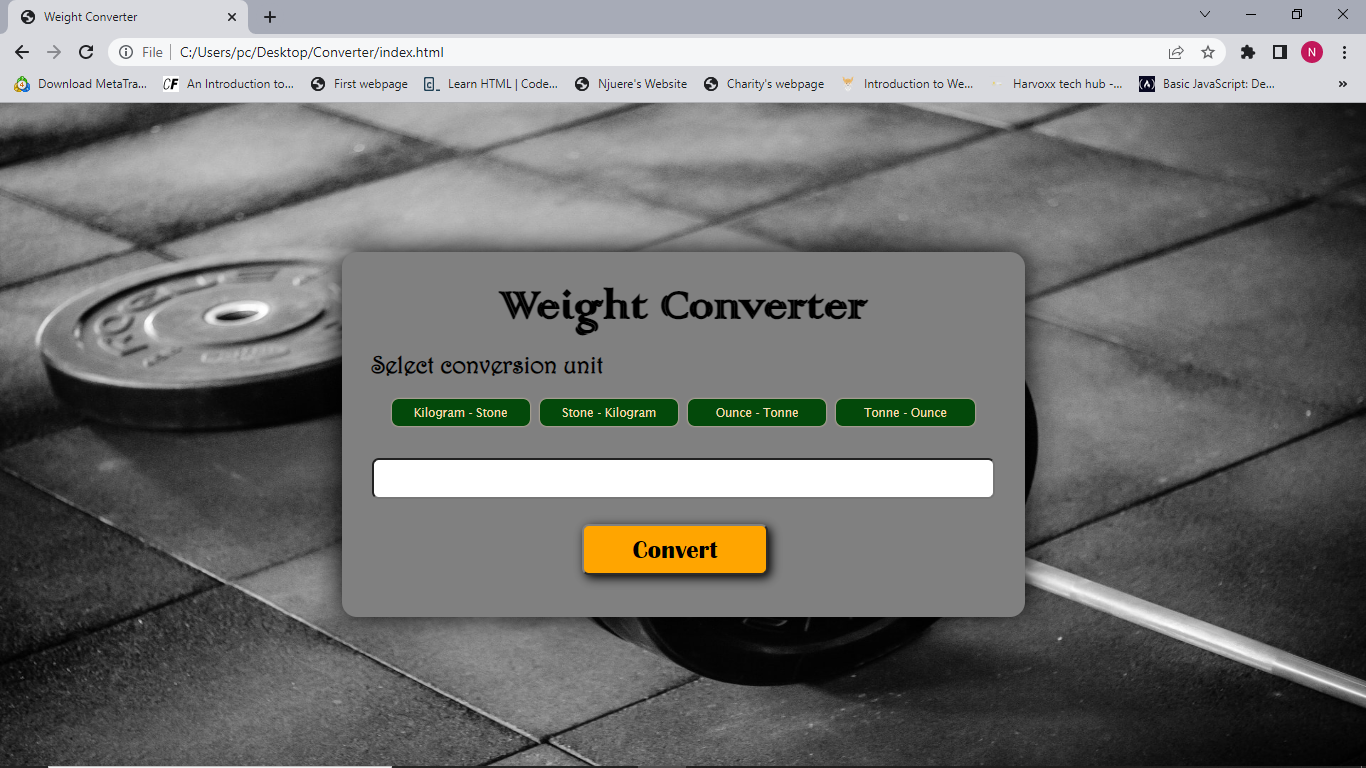 Weight Converter
File
C:/Users/pc/Desktop/Converter/index.html
N
Download MetaTra...
CF
An Introduction to...
First webpage
Learn HTML | Code...
Njuere's Website
Charity's webpage
Introduction to We...
Harvoxx tech hub -...
Basic JavaScript: De...
Weight Converter
Select conversion unit
Kilogram - Stone
Stone - Kilogram
Ounce - Tonne
Tonne - Ounce
Convert